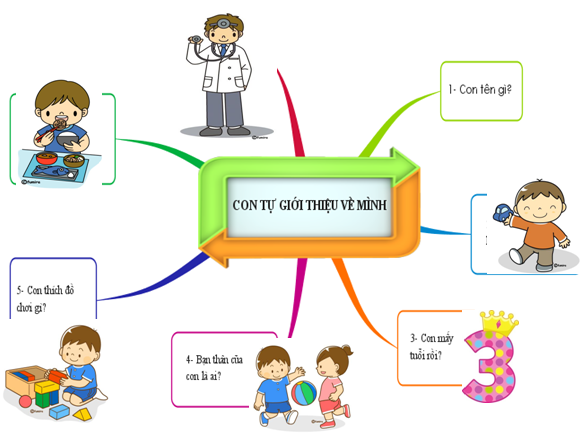 1- Con tên gì?
CON TỰ GIỚI THIỆU VỀ MÌNH
5- Con thích đồ
chơi gì?
3- Con mấy
tuổi rồi?
3
4- Bạn thân của
con là ai?